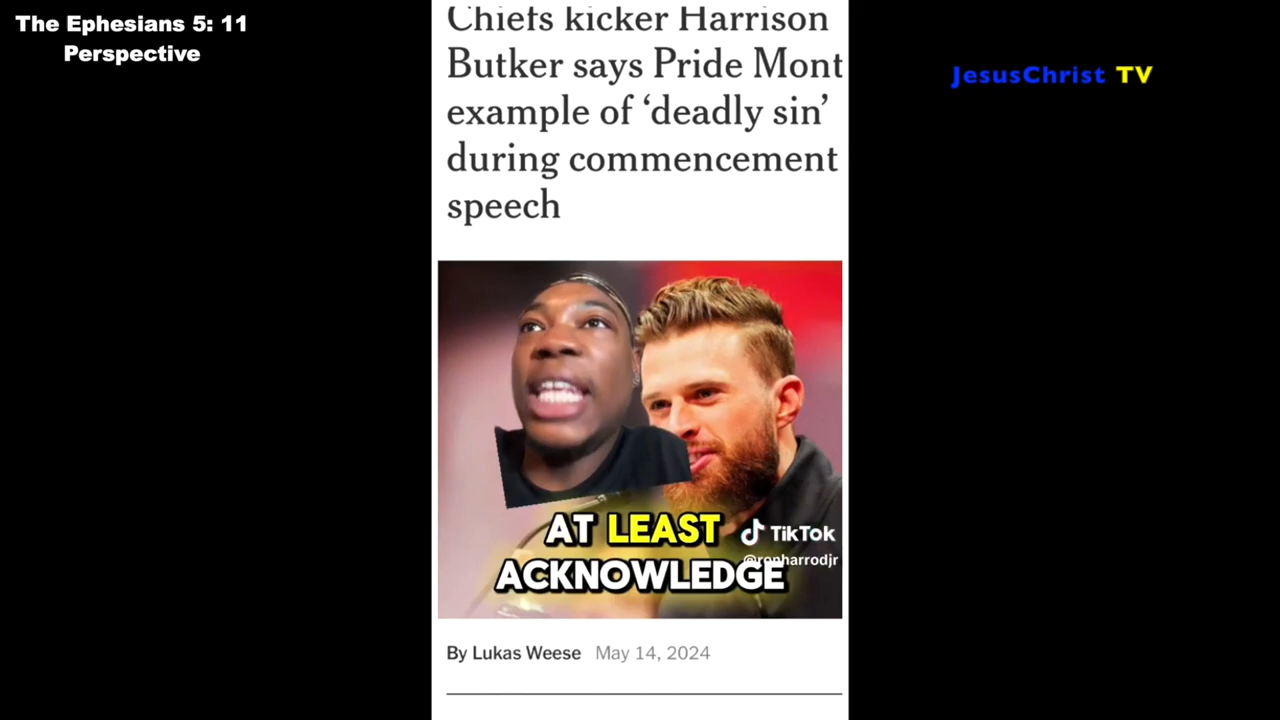 The Ephesians 5: 11
Perspective
JesusChrist TV
Chiefs kicker Harrison
Butker says Pride Mont
example of ‘deadly sin’
during commencement
speech
AT LEAST
ACKNOWLEDGE
TikTok
@ronharrodjr
By Lukas Weese May 14, 2024